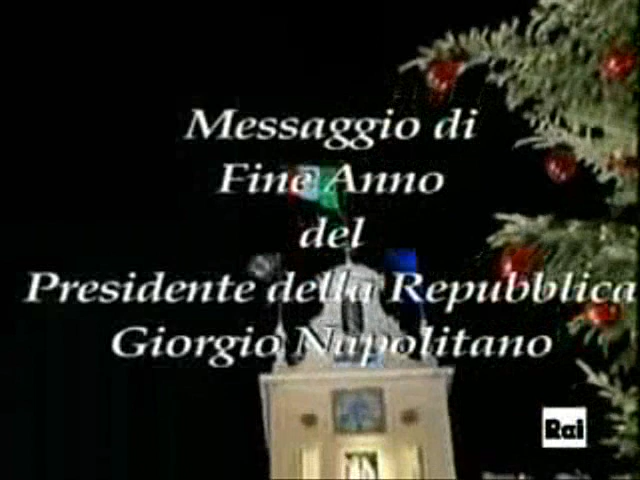 Messaggio di
Fine Anno
del
Presidente della Repubblica
Giorgio Napolitano
Rai